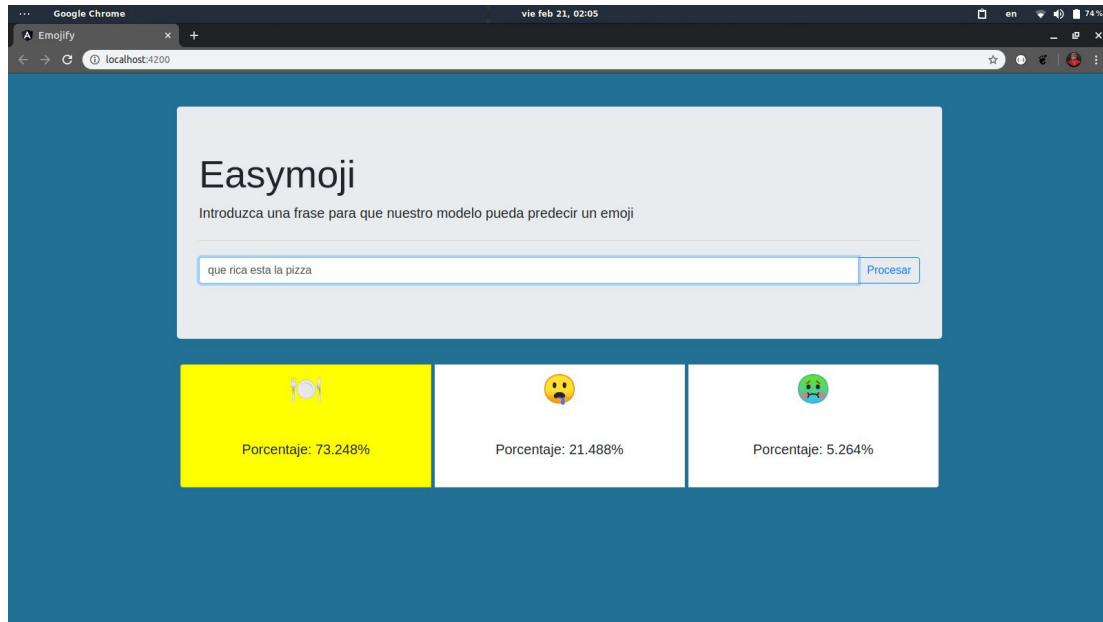 ··· Google Chrome vie feb 21, 02:05 en 74%
Emojify
localhost:4200
Easymoji
Introduzca una frase para que nuestro modelo pueda predecir un emoji
que rica esta la pizza Procesar
Porcentaje: 73.248% Porcentaje: 21.488% Porcentaje: 5.264%